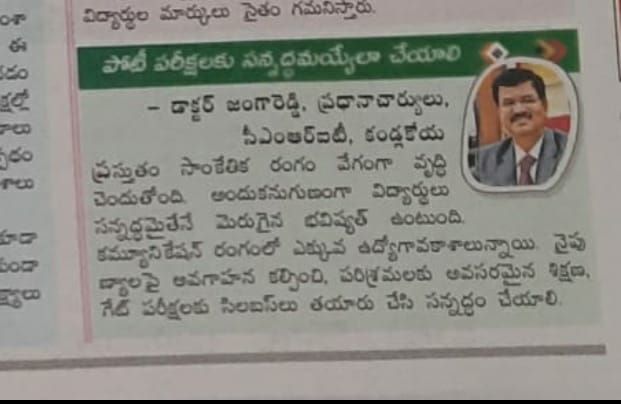 విద్యార్థుల మార్కులు సైతం గమనిస్తారు.
ఈ
పోటీ పరీక్షలకు సన్నద్ధమయ్యేలా చేయాలి
– డాక్టర్ జంగారెడ్డి, ప్రధానాచార్యులు,
సీఎంఆర్ఐటీ, కండ్లకోయ
ప్రస్తుతం సాంకేతిక రంగం వేగంగా వృద్ధి
చెందుతోంది. అందుకనుగుణంగా విద్యార్థులు
సన్నద్ధమైతేనే మెరుగైన భవిష్యత్ ఉంటుంది.
కమ్యూనికేషన్ రంగంలో ఎక్కువ ఉద్యోగావకాశాలున్నాయి. నైపు
ణ్యాలపై అవగాహన కల్పించి, పరిశ్రమలకు అవసరమైన శిక్షణ,
గేట్ పరీక్షలకు సిలబస్‌లు తయారు చేసి సన్నద్ధం చేయాలి.